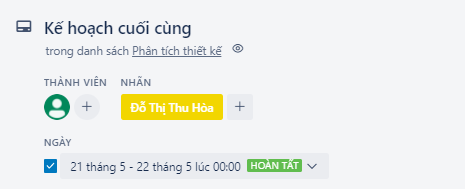 Kế hoạch cuối cùng
trong danh sách Phân tích thiết kế
THÀNH VIÊN NHÃN
+ Đỗ Thị Thu Hòa +
NGÀY
21 tháng 5 - 22 tháng 5 lúc 00:00 HOÀN TẤT